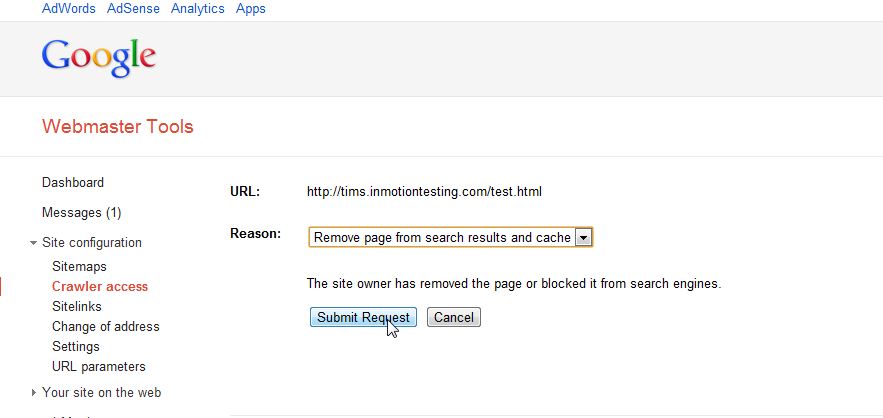 AdWords AdSense Analytics Apps
Google
Webmaster Tools
Dashboard
Messages (1)
Site configuration
Sitemaps
Crawler access
Sitelinks
Change of address
Settings
URL parameters
Your site on the web
URL: http://tims.inmotiontesting.com/test.html
Reason: Remove page from search results and cache
The site owner has removed the page or blocked it from search engines.
Submit Request Cancel